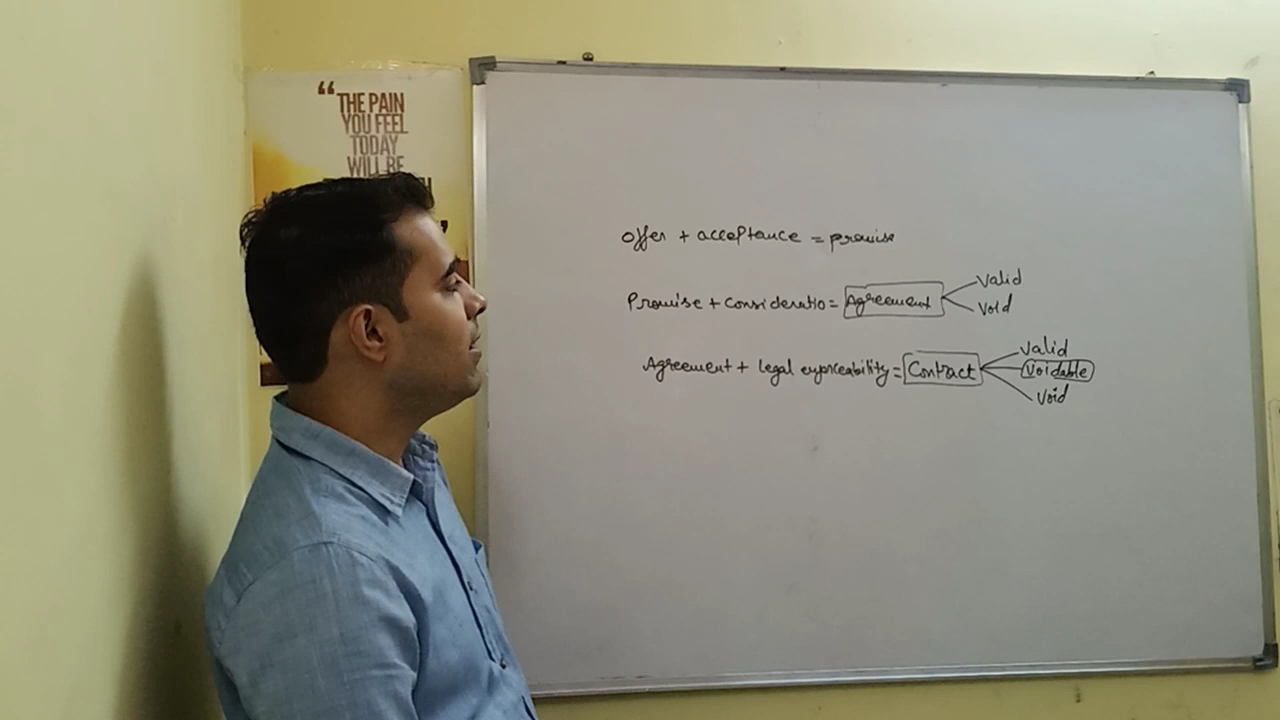 “
THE PAIN
YOU FEEL
TODAY
WILL BE
offer + acceptance = promise
Promise + consideratio = Agreement
Valid
Void
Agreement + legal enforceability = Contract
Valid
Voidable
Void